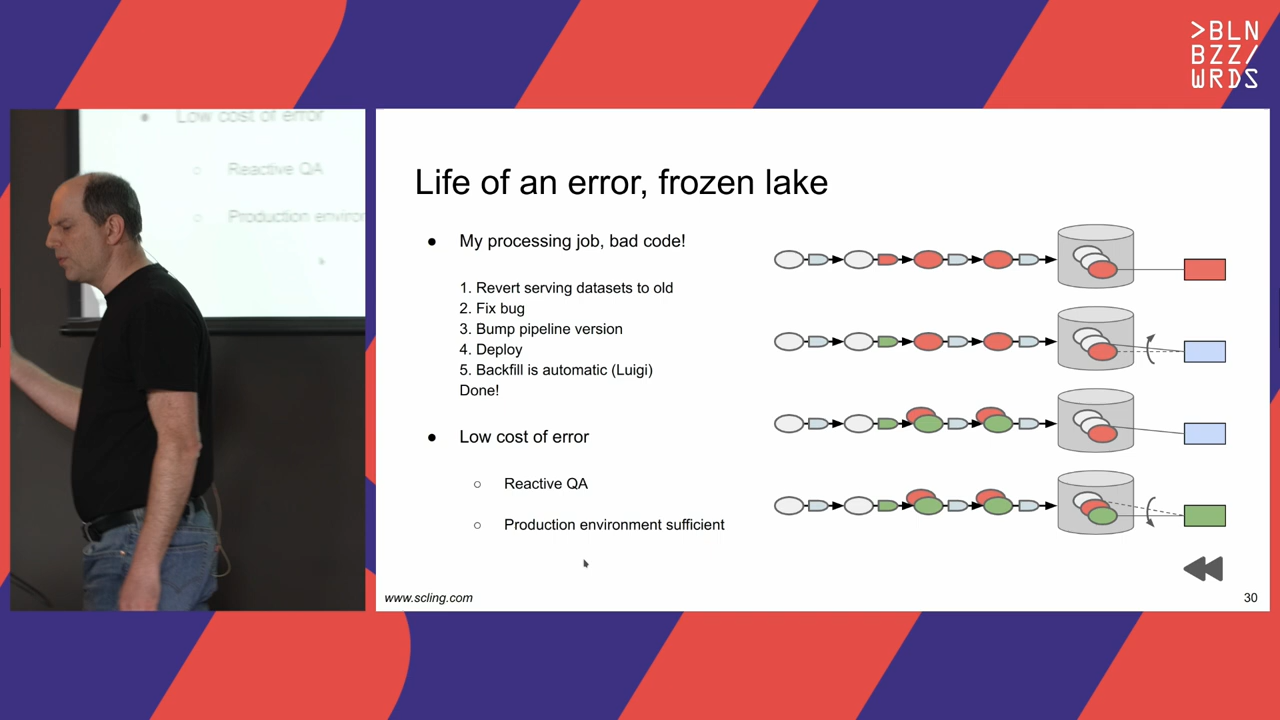 >BLN
BZZ/
WRDS
Low cost of error
Reactive QA
Production environ
Life of an error, frozen lake
● My processing job, bad code!
1. Revert serving datasets to old
2. Fix bug
3. Bump pipeline version
4. Deploy
5. Backfill is automatic (Luigi)
Done!
● Low cost of error
○ Reactive QA
○ Production environment sufficient
www.scling.com
30